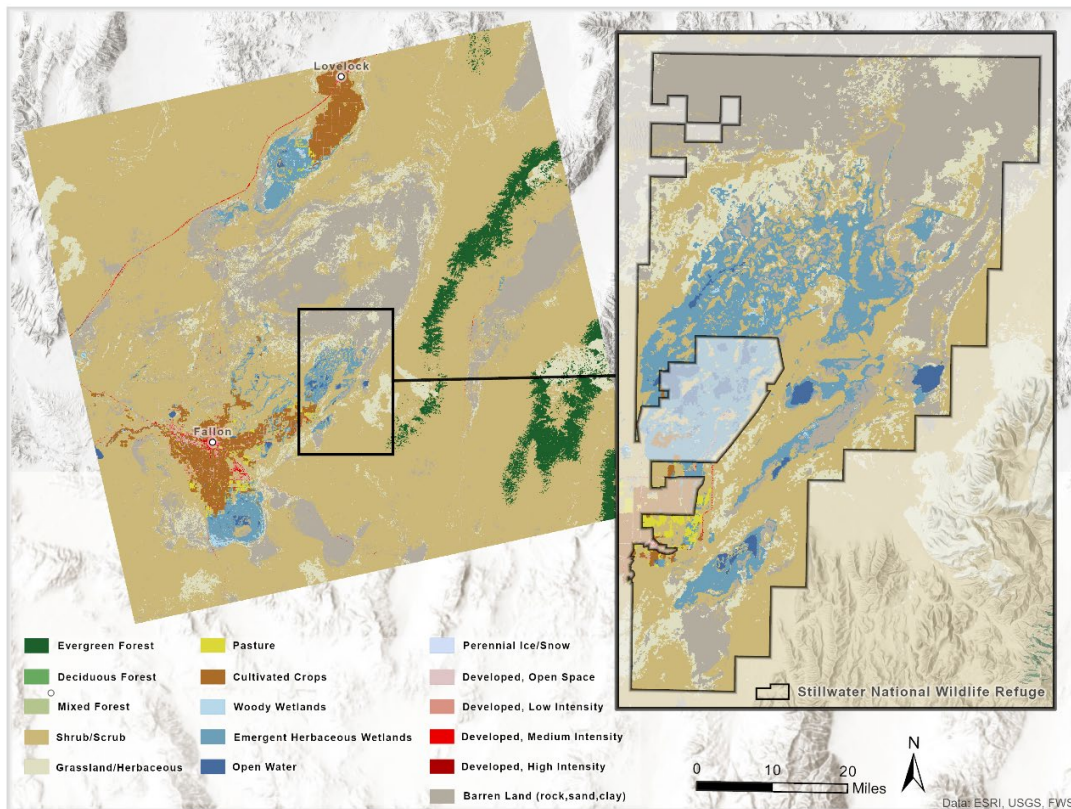 Lovelock
Fallon
Stillwater National Wildlife Refuge
Evergreen Forest
Deciduous Forest
Mixed Forest
Shrub/Scrub
Grassland/Herbaceous
Pasture
Cultivated Crops
Woody Wetlands
Emergent Herbaceous Wetlands
Open Water
Perennial Ice/Snow
Developed, Open Space
Developed, Low Intensity
Developed, Medium Intensity
Developed, High Intensity
Barren Land (rock,sand,clay)
N
0 10 20
Miles
Data: ESRI, USGS, FWS